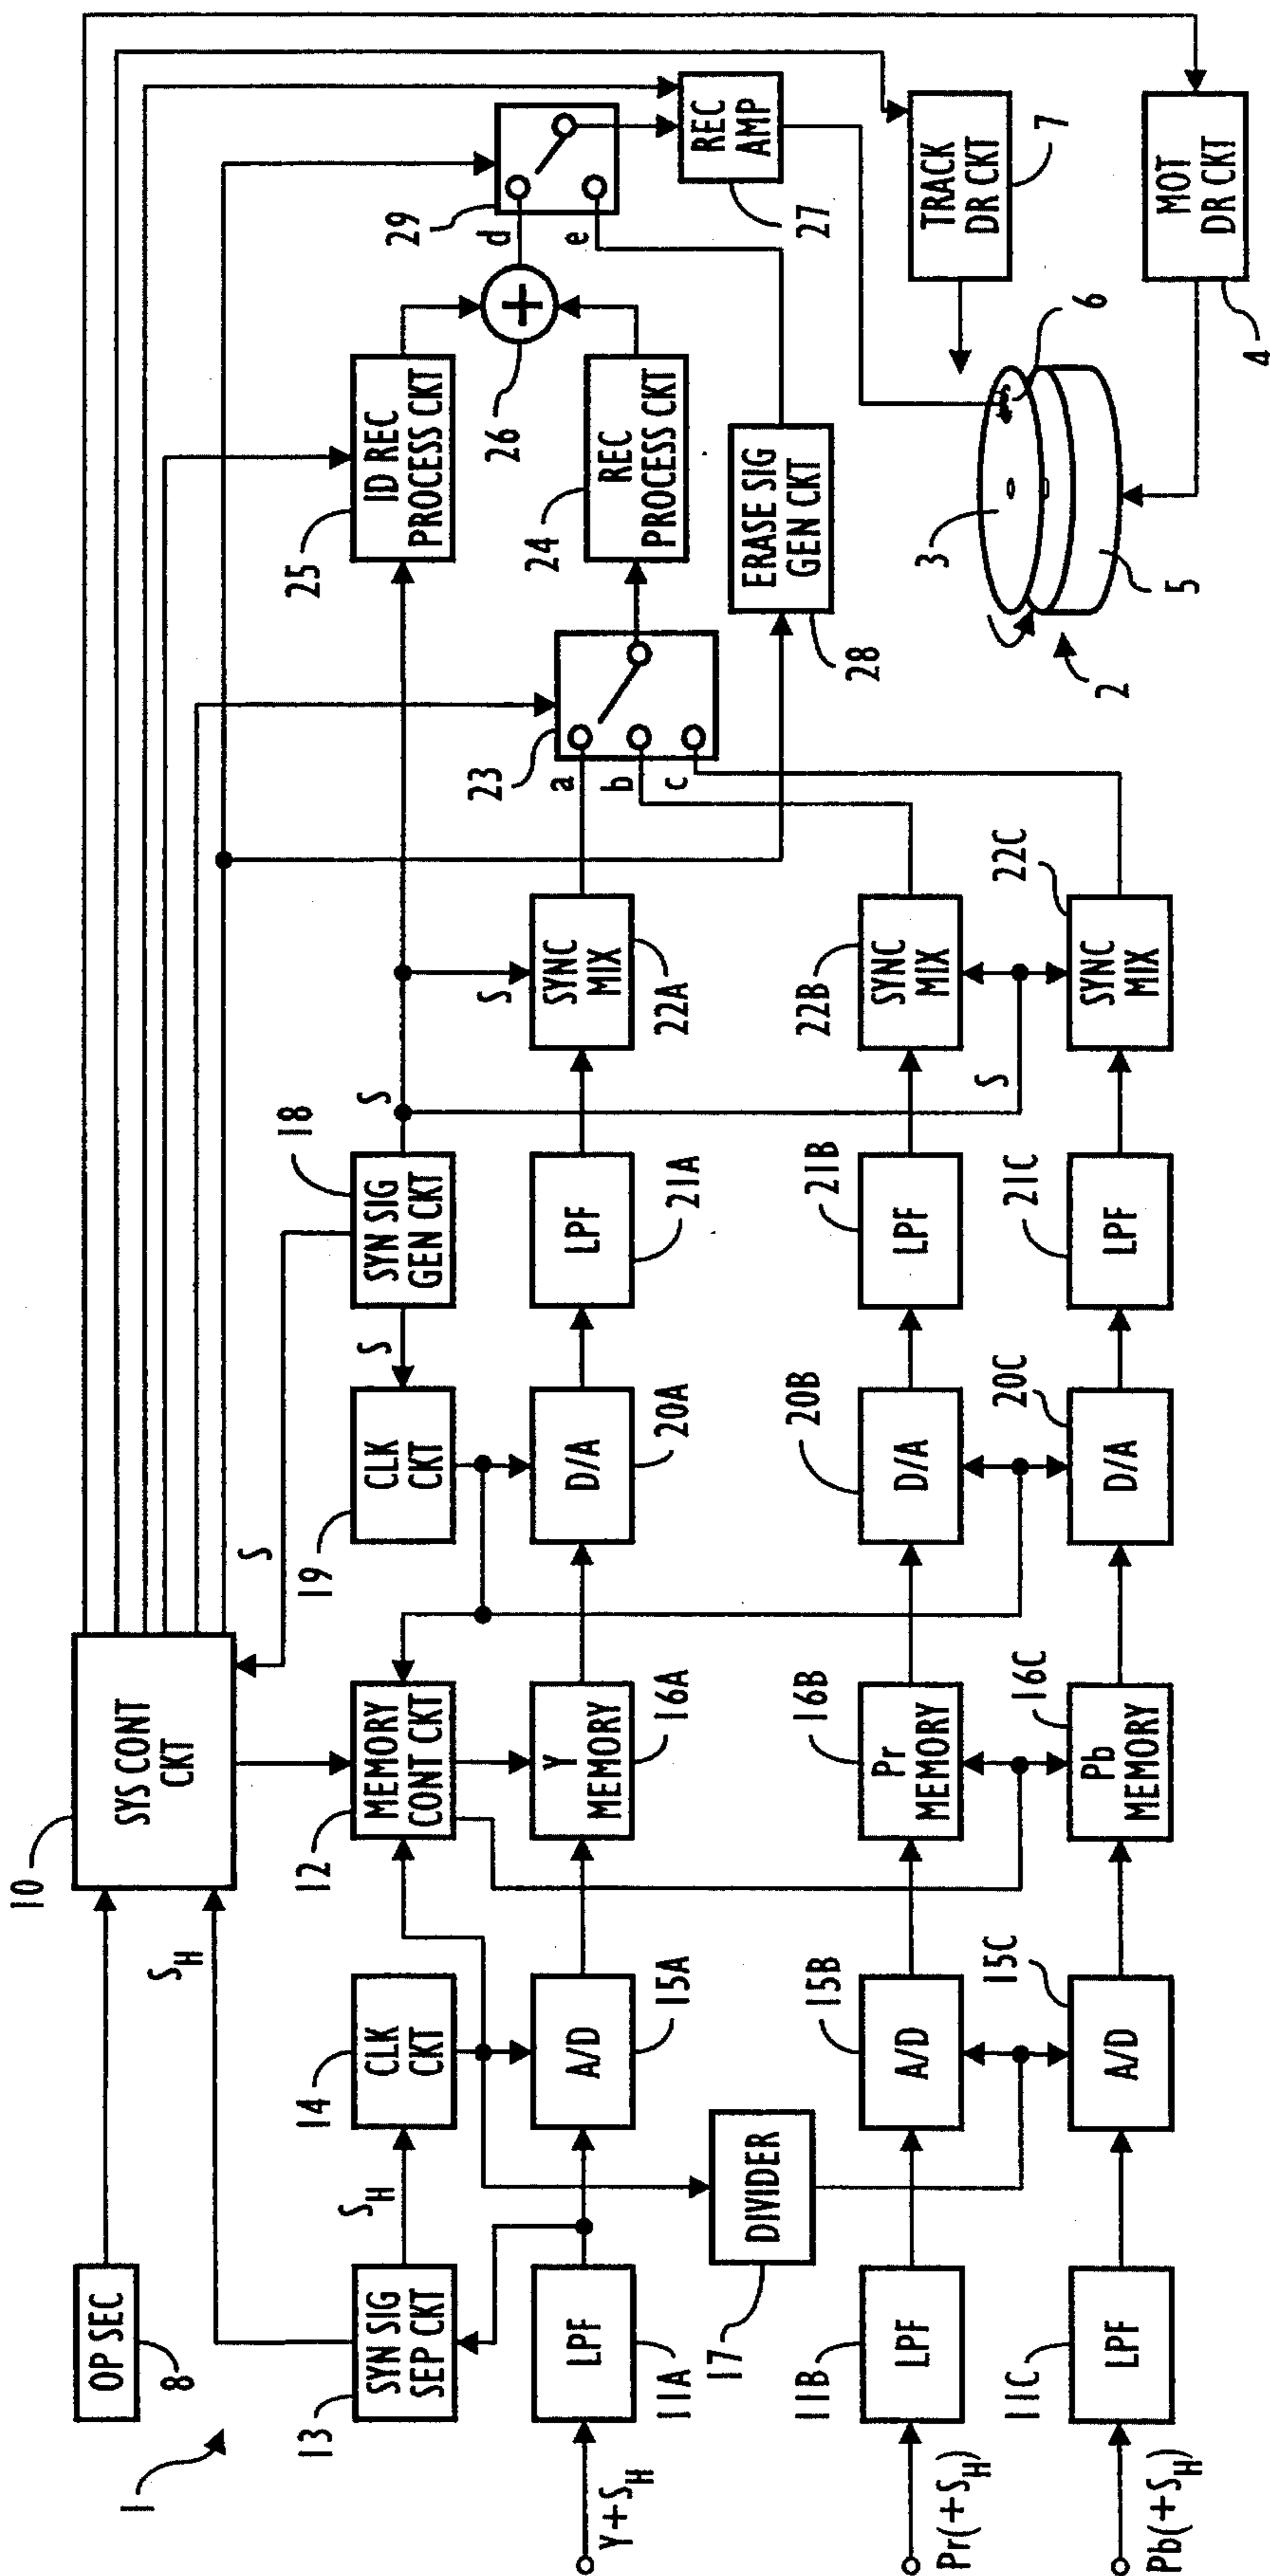 1
OP SEC
8
10
SYS CONT
CKT
S_H
S
13
SYN SIG
SEP CKT
S_H
14
CLK
CKT
12
MEMORY
CONT CKT
19
CLK
CKT
S
SYN SIG
GEN CKT
18
S
25
ID REC
PROCESS CKT
Y+S_H
LPF
11A
A/D
15A
Y
MEMORY
16A
D/A
20A
LPF
21A
S
SYNC
MIX
22A
23
a
b
c
24
REC
PROCESS CKT
26
+
29
d
e
REC
AMP
27
17
DIVIDER
ERASE SIG
GEN CKT
28
Pr(+S_H)
11B
LPF
15B
A/D
16B
Pr
MEMORY
20B
D/A
21B
LPF
22B
SYNC
MIX
S
Pb(+S_H)
11C
LPF
15C
A/D
16C
Pb
MEMORY
20C
D/A
21C
LPF
22C
SYNC
MIX
2
3
5
6
TRACK
DR CKT
7
MOT
DR CKT
4